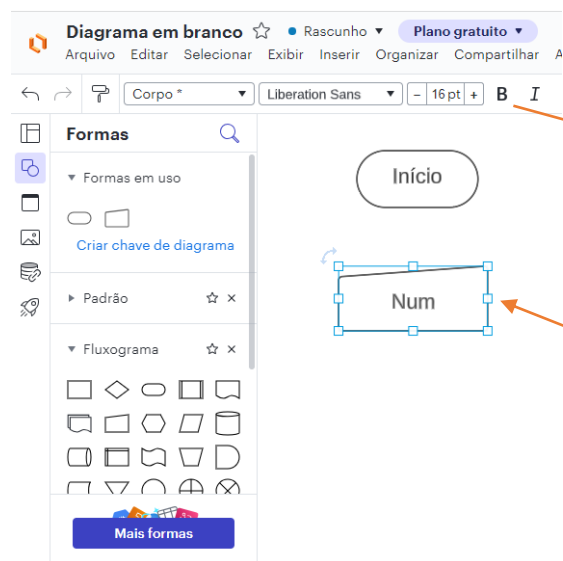 Diagrama em branco Rascunho Plano gratuito
Arquivo Editar Selecionar Exibir Inserir Organizar Compartilhar A
Corpo * Liberation Sans - 16 pt + B I
Formas
Formas em uso
Criar chave de diagrama
Padrão
Fluxograma
Mais formas
Início
Num